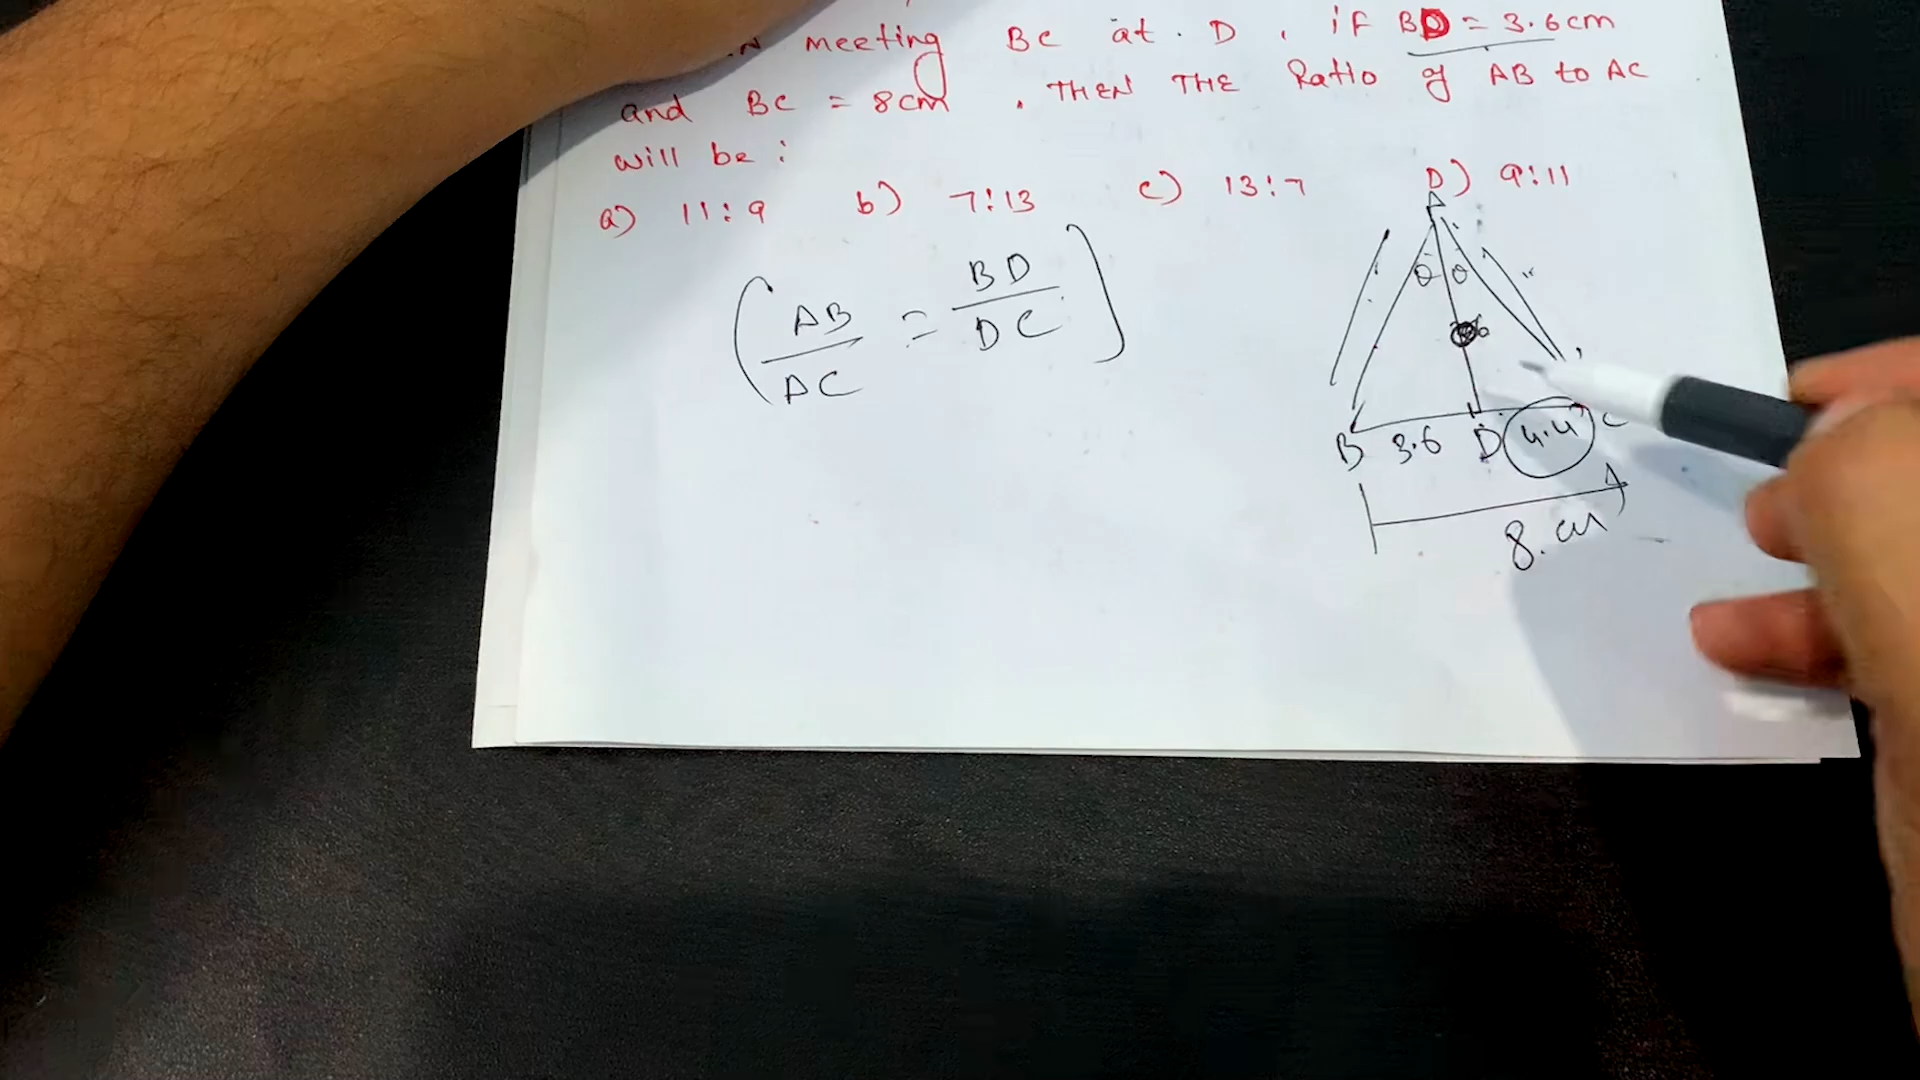 meeting BC at . D , if BD = 3.6cm
and BC = 8cm . THEN THE Ratio of AB to AC
will be :
a) 11:9 b) 7:13 c) 13:7 D) 9:11
AB/AC = BD/DC
A
θ θ
B 3.6 D 4.4 C
8.cm